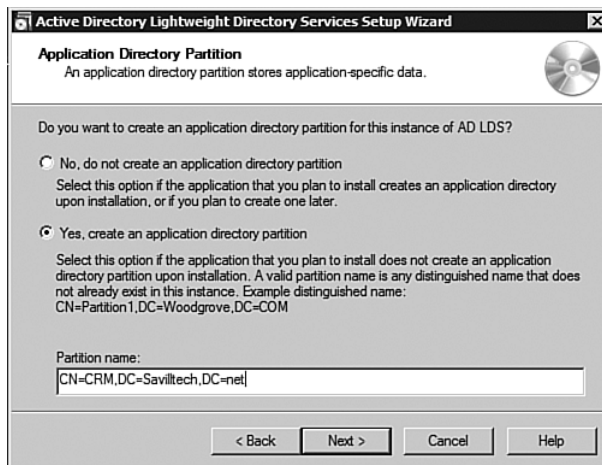 Active Directory Lightweight Directory Services Setup Wizard
Application Directory Partition
An application directory partition stores application-specific data.
Do you want to create an application directory partition for this instance of AD LDS?
No, do not create an application directory partition
Select this option if the application that you plan to install creates an application directory
upon installation, or if you plan to create one later.
Yes, create an application directory partition
Select this option if the application that you plan to install does not create an application
directory partition upon installation. A valid partition name is any distinguished name that does
not already exist in this instance. Example distinguished name:
CN=Partition1,DC=Woodgrove,DC=COM
Partition name:
CN=CRM,DC=Savilltech,DC=net
< Back Next > Cancel Help